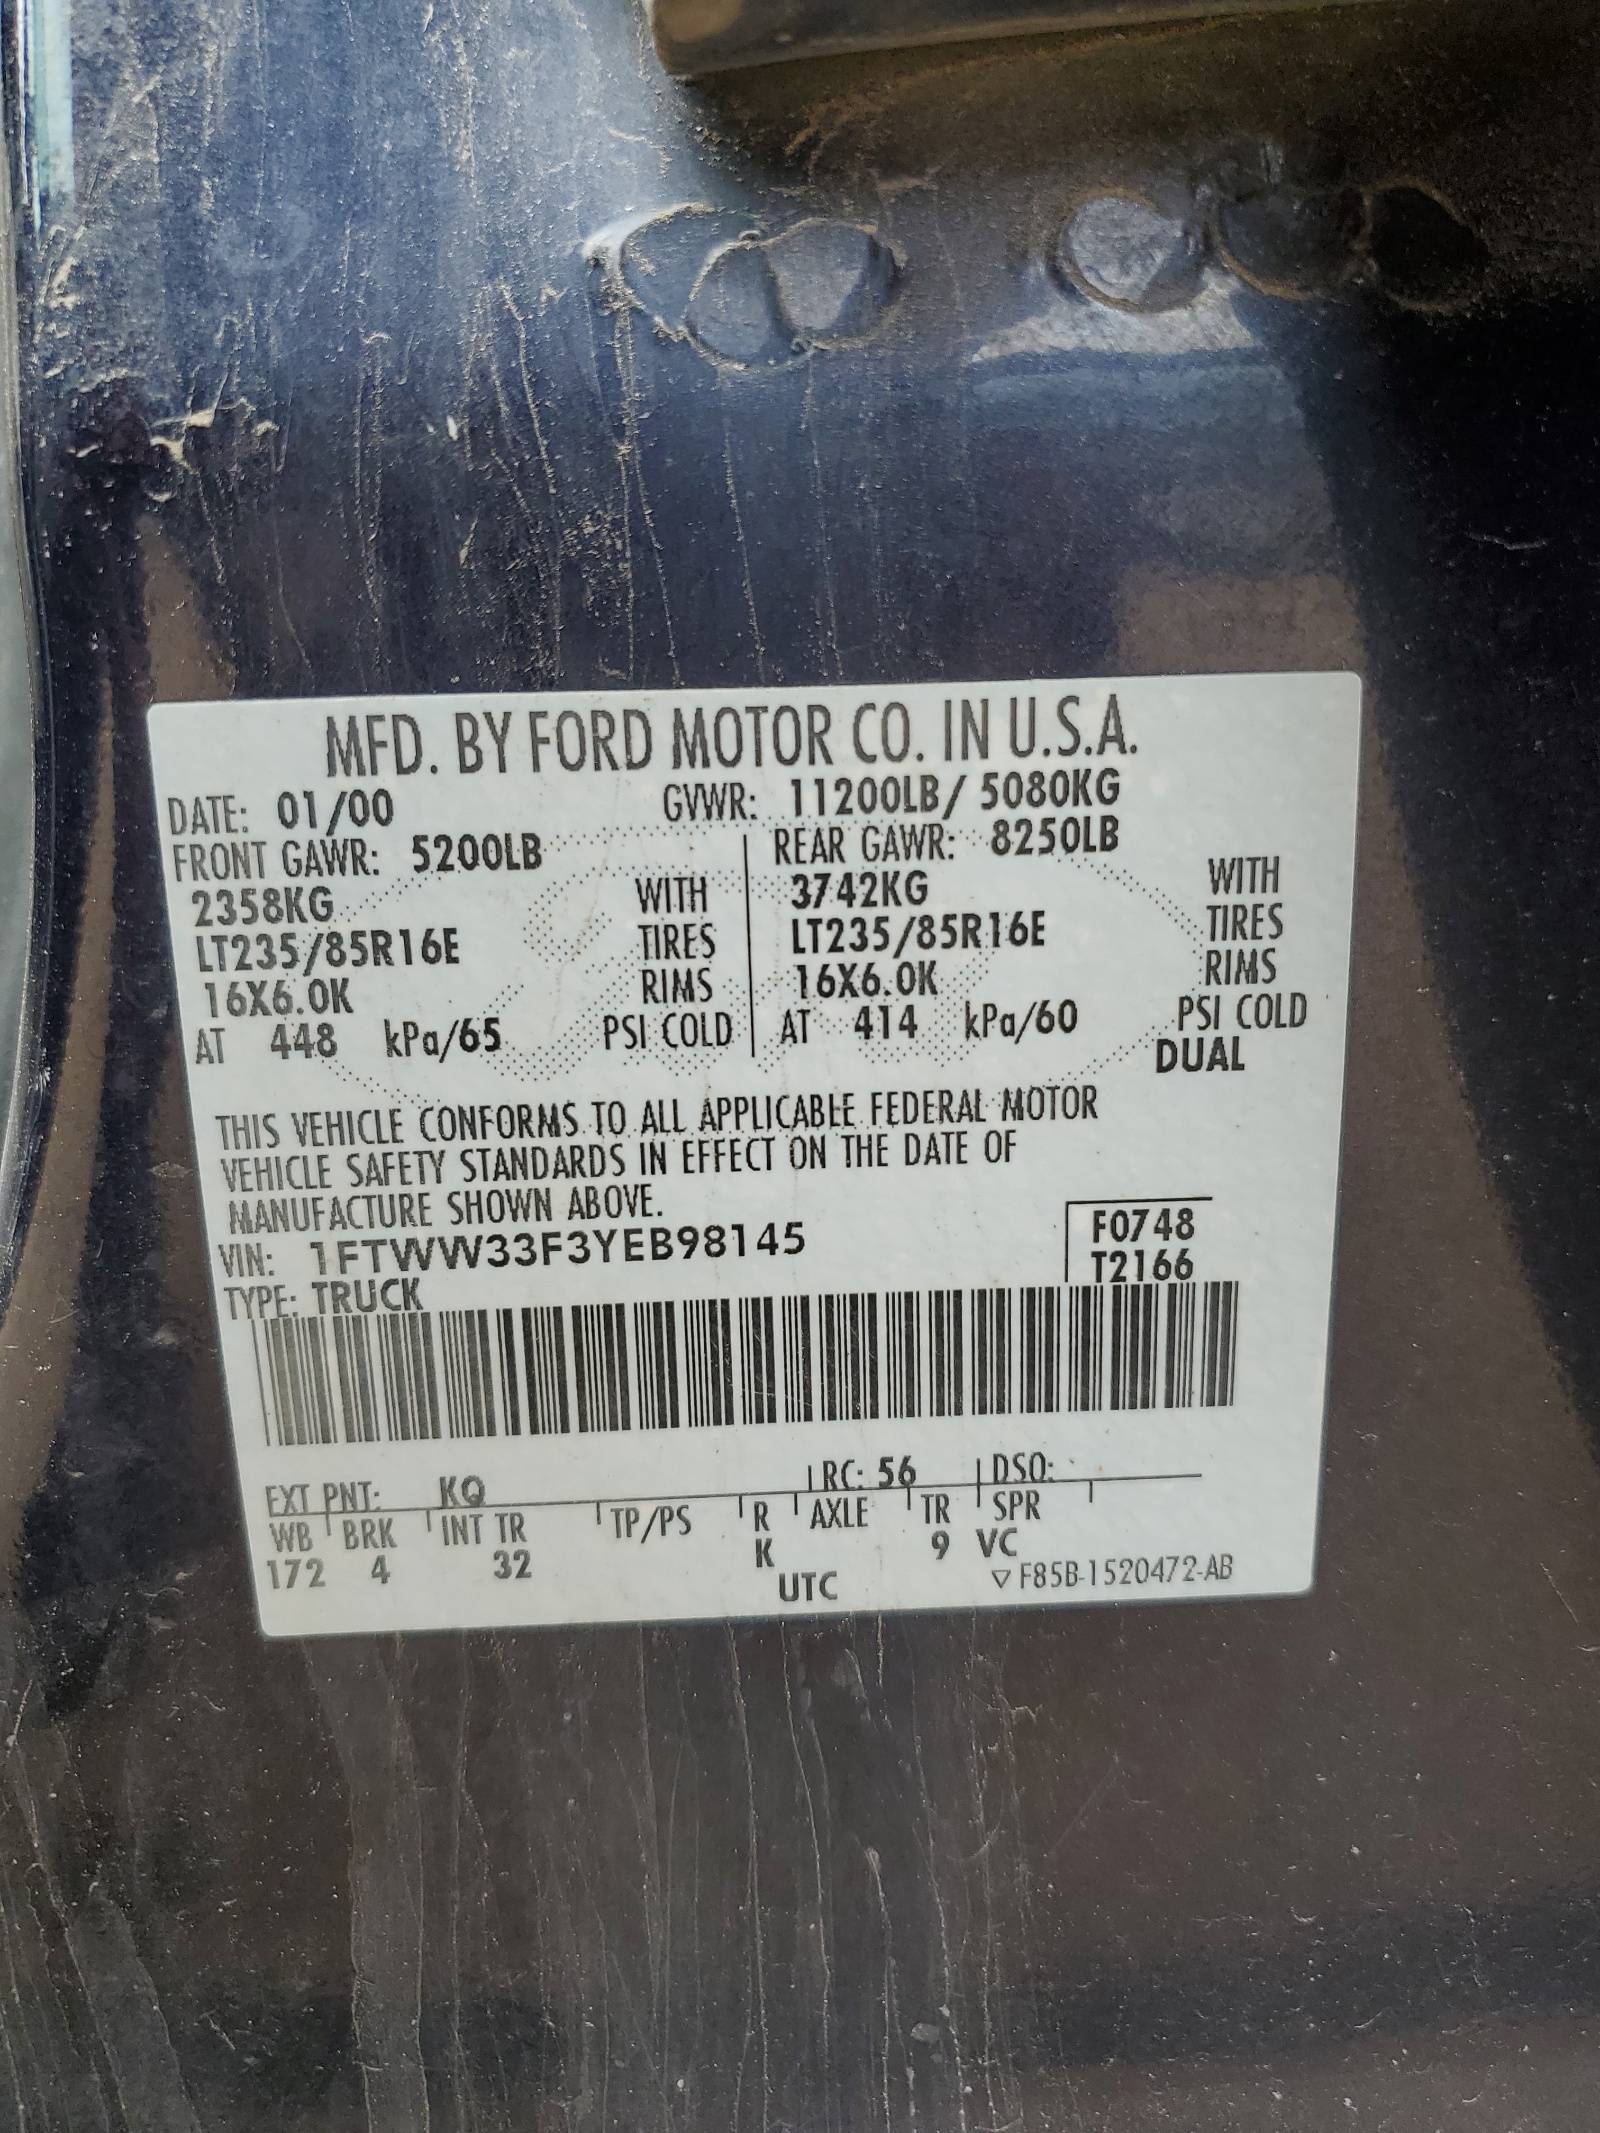 MFD. BY FORD MOTOR CO. IN U.S.A.
DATE: 01/00 GVWR: 11200LB/ 5080KG
FRONT GAWR: 5200LB REAR GAWR: 8250LB
2358KG WITH 3742KG WITH
LT235/85R16E TIRES LT235/85R16E TIRES
16X6.0K RIMS 16X6.0K RIMS
AT 448 kPa/65 PSI COLD AT 414 kPa/60 PSI COLD
DUAL
THIS VEHICLE CONFORMS TO ALL APPLICABLE FEDERAL MOTOR
VEHICLE SAFETY STANDARDS IN EFFECT ON THE DATE OF
MANUFACTURE SHOWN ABOVE.
VIN: 1FTWW33F3YEB98145 F0748
TYPE: TRUCK T2166
EXT PNT: KQ RC: 56 DSO:
WB BRK INT TR TP/PS R AXLE TR SPR
172 4 32 K 9 VC
UTC ▽ F85B-1520472-AB